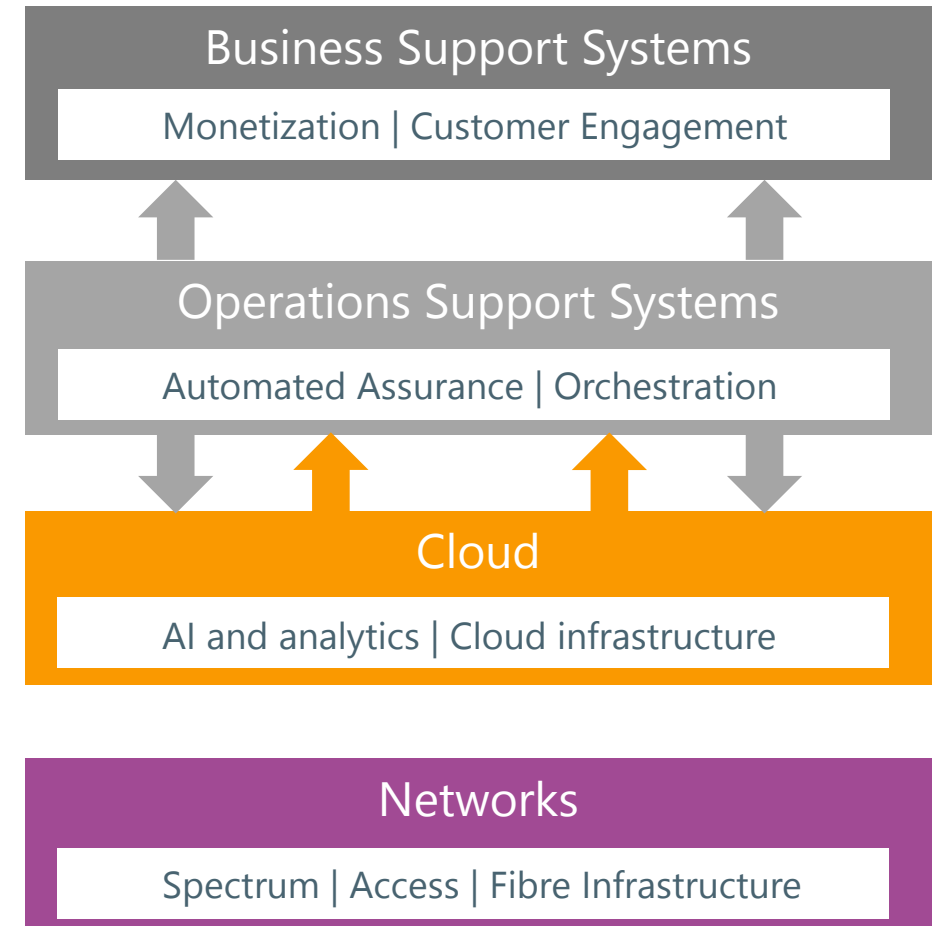 Business Support Systems
Monetization | Customer Engagement
Operations Support Systems
Automated Assurance | Orchestration
Cloud
AI and analytics | Cloud infrastructure
Networks
Spectrum | Access | Fibre Infrastructure